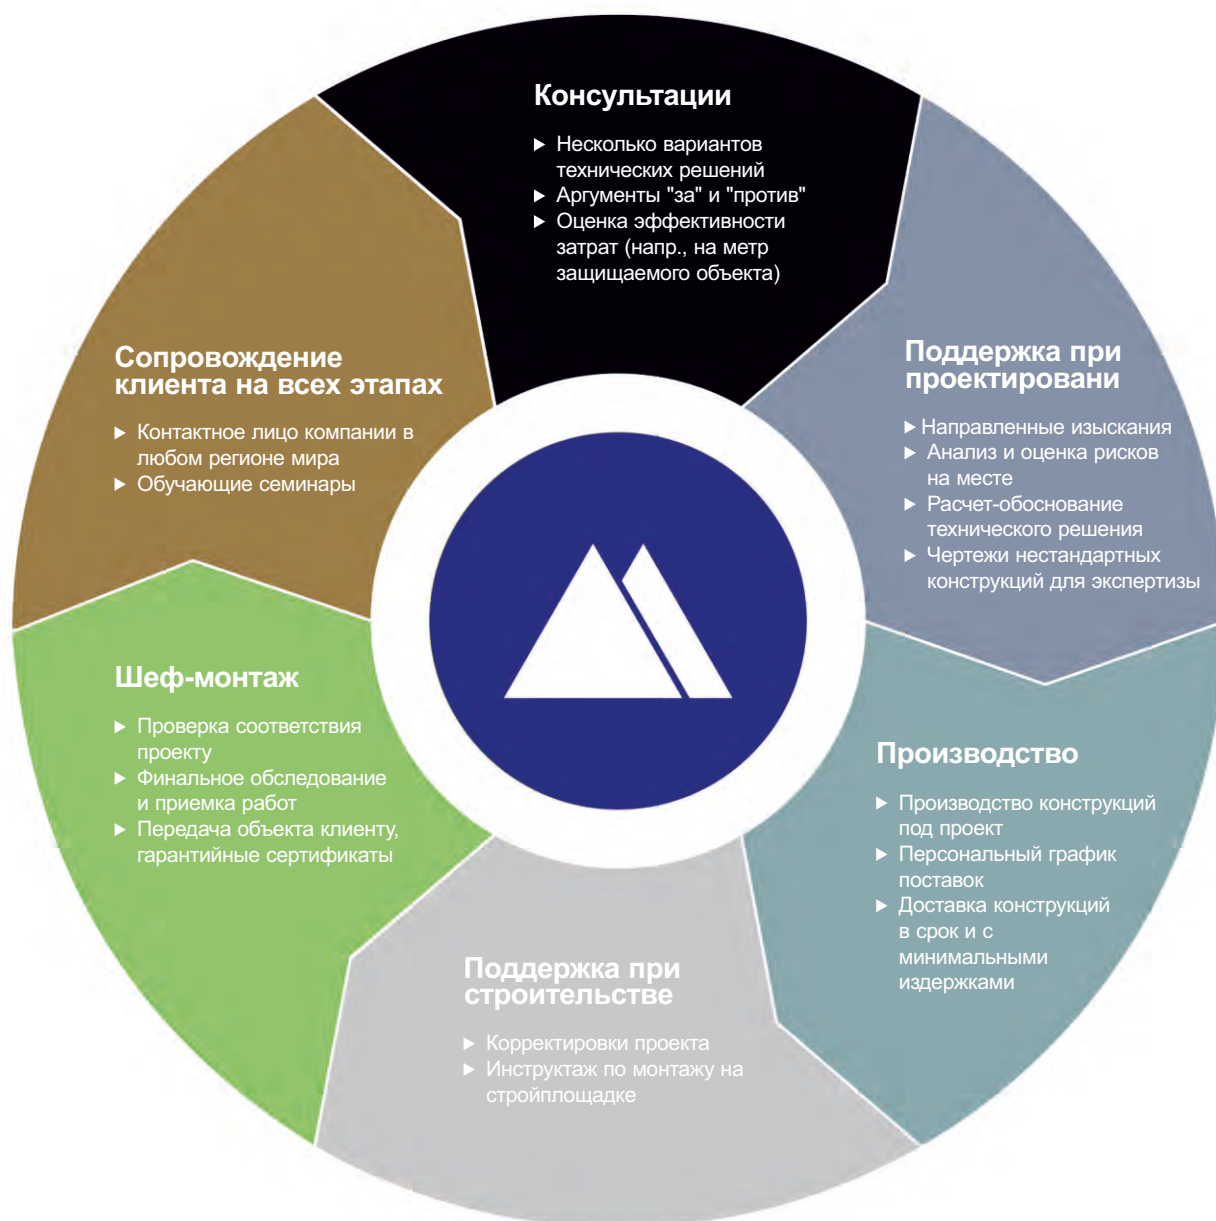 Консультации
► Несколько вариантов
технических решений
► Аргументы "за" и "против"
► Оценка эффективности
затрат (напр., на метр
защищаемого объекта)
Поддержка при
проектировани
► Направленные изыскания
► Анализ и оценка рисков
на месте
► Расчет-обоснование
технического решения
► Чертежи нестандартных
конструкций для экспертизы
Производство
► Производство конструкций
под проект
► Персональный график
поставок
► Доставка конструкций
в срок и с
минимальными
издержками
Поддержка при
строительстве
► Корректировки проекта
► Инструктаж по монтажу на
стройплощадке
Шеф-монтаж
► Проверка соответствия
проекту
► Финальное обследование
и приемка работ
► Передача объекта клиенту,
гарантийные сертификаты
Сопровождение
клиента на всех этапах
► Контактное лицо компании в
любом регионе мира
► Обучающие семинары